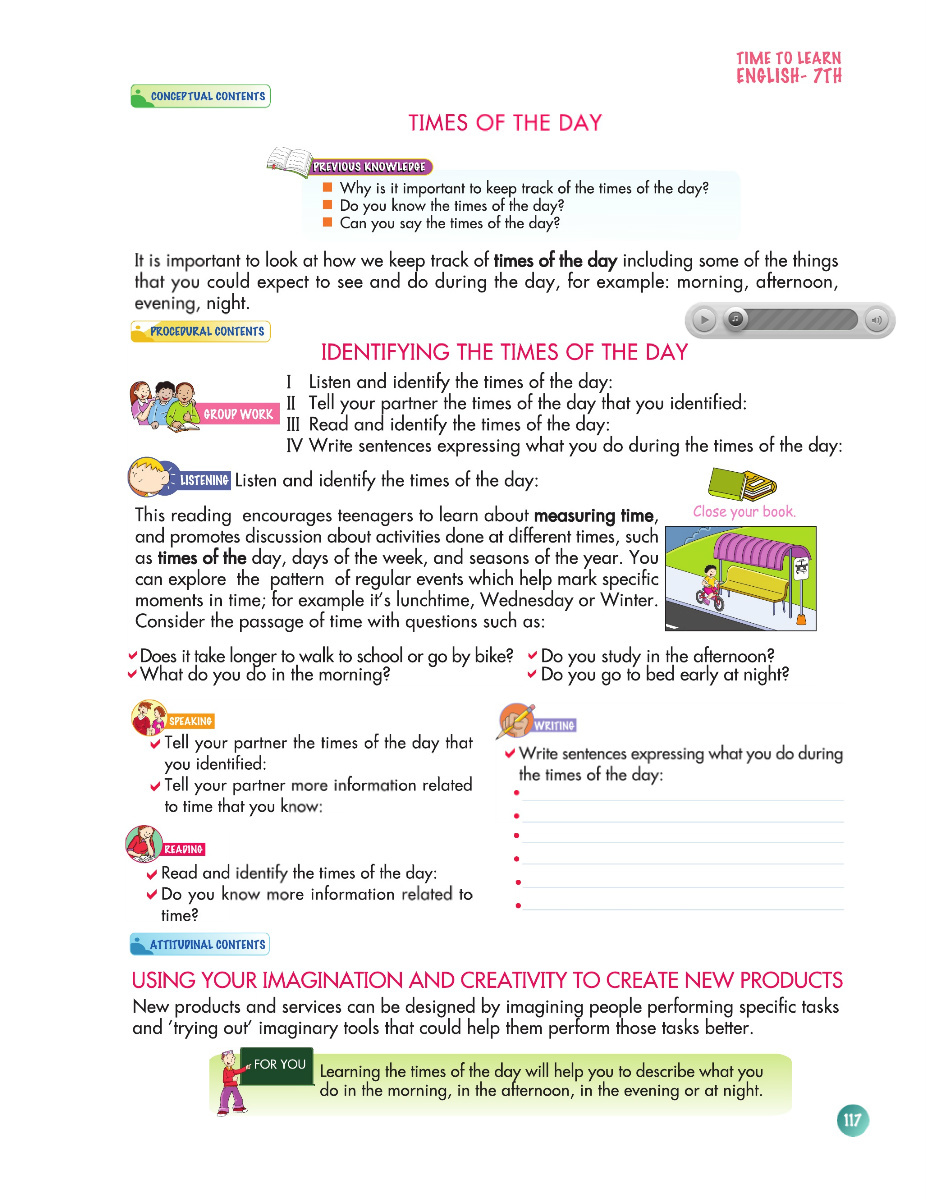 TIME TO LEARN
ENGLISH- 7TH
CONCEPTUAL CONTENTS
TIMES OF THE DAY
PREVIOUS KNOWLEDGE
Why is it important to keep track of the times of the day?
Do you know the times of the day?
Can you say the times of the day?
It is important to look at how we keep track of times of the day including some of the things
that you could expect to see and do during the day, for example: morning, afternoon,
evening, night.
PROCEDURAL CONTENTS
IDENTIFYING THE TIMES OF THE DAY
GROUP WORK
I Listen and identify the times of the day:
II Tell your partner the times of the day that you identified:
III Read and identify the times of the day:
IV Write sentences expressing what you do during the times of the day:
LISTENING Listen and identify the times of the day:
Close your book.
This reading encourages teenagers to learn about measuring time,
and promotes discussion about activities done at different times, such
as times of the day, days of the week, and seasons of the year. You
can explore the pattern of regular events which help mark specific
moments in time; for example it's lunchtime, Wednesday or Winter.
Consider the passage of time with questions such as:
Does it take longer to walk to school or go by bike?
What do you do in the morning?
Do you study in the afternoon?
Do you go to bed early at night?
SPEAKING
Tell your partner the times of the day that
you identified:
Tell your partner more information related
to time that you know:
READING
Read and identify the times of the day:
Do you know more information related to
time?
WRITING
Write sentences expressing what you do during
the times of the day:
ATTITUDINAL CONTENTS
USING YOUR IMAGINATION AND CREATIVITY TO CREATE NEW PRODUCTS
New products and services can be designed by imagining people performing specific tasks
and 'trying out' imaginary tools that could help them perform those tasks better.
FOR YOU
Learning the times of the day will help you to describe what you
do in the morning, in the afternoon, in the evening or at night.
117